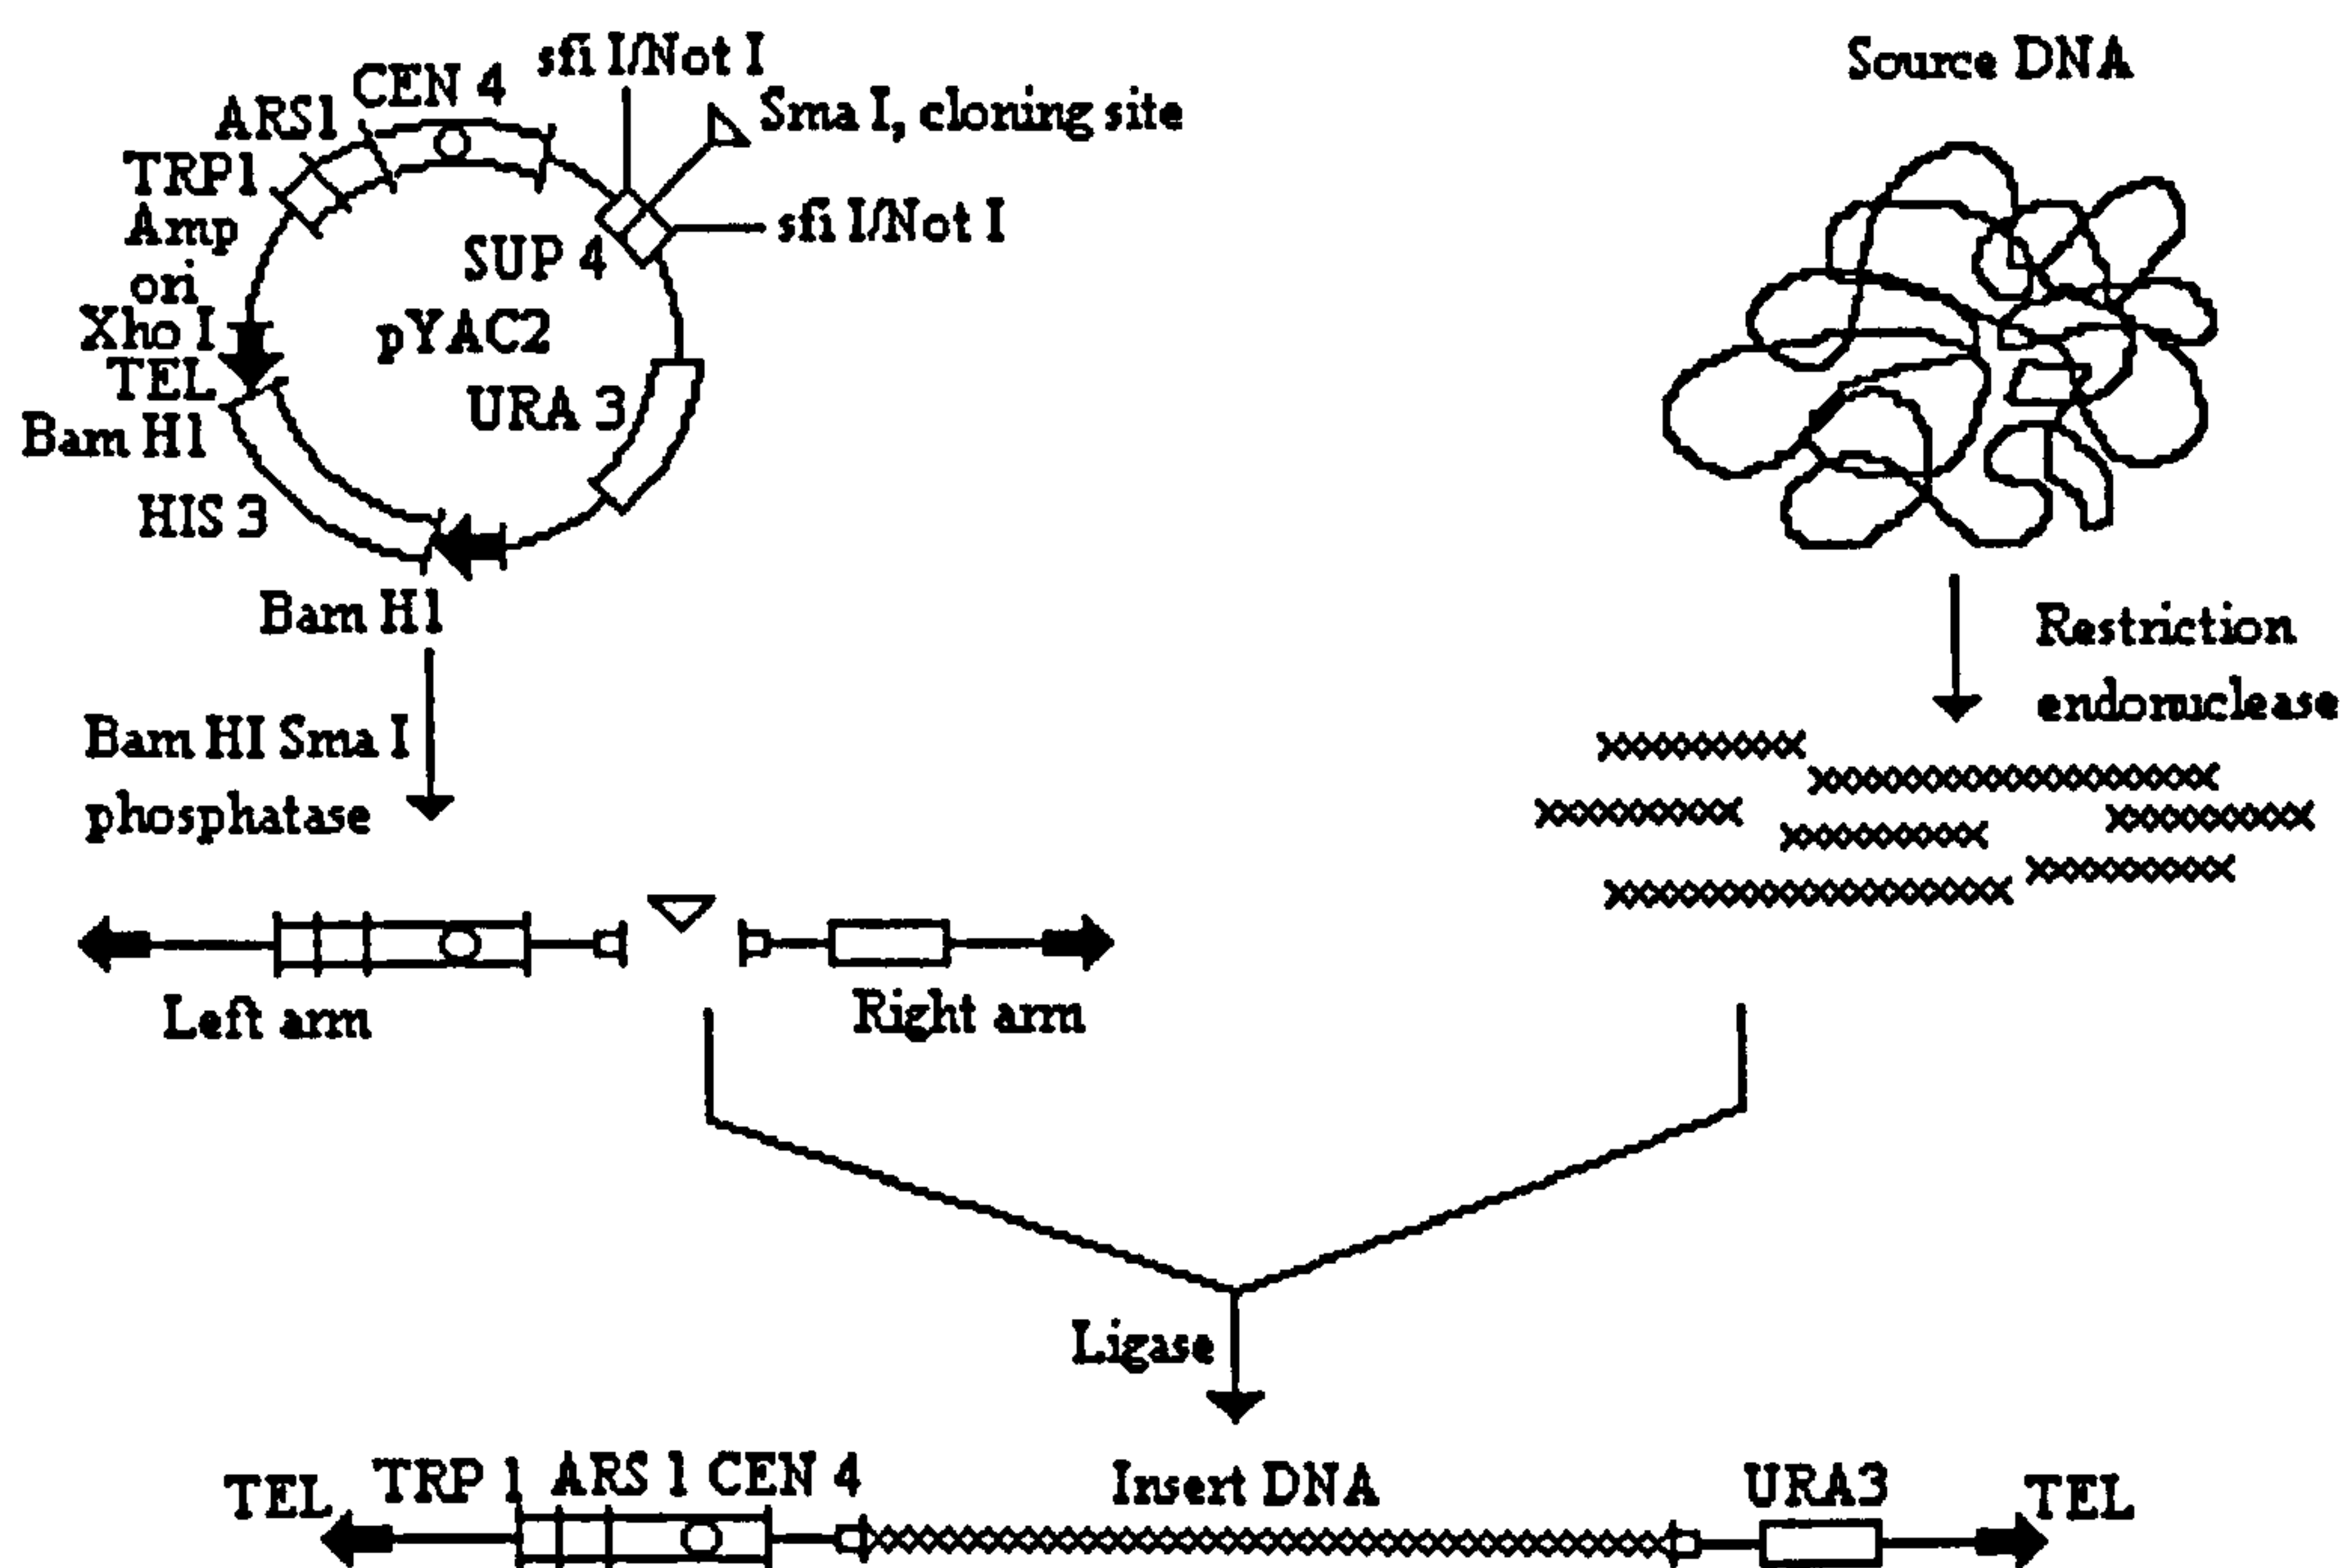 sfi I/Not I
CEN 4
ARS1
Sma I, cloning site
TRP1
Amp
sfi I/Not I
SUP 4
ori
Xho I
pYAC2
TEL
URA 3
Bam H1
HIS 3
Bam H1
Bam HI Sma I
phosphatase
Left arm
Right arm
Source DNA
Restriction
endonuclease
Ligase
TEL
TRP 1
ARS 1 CEN 4
Insert DNA
URA3
TEL